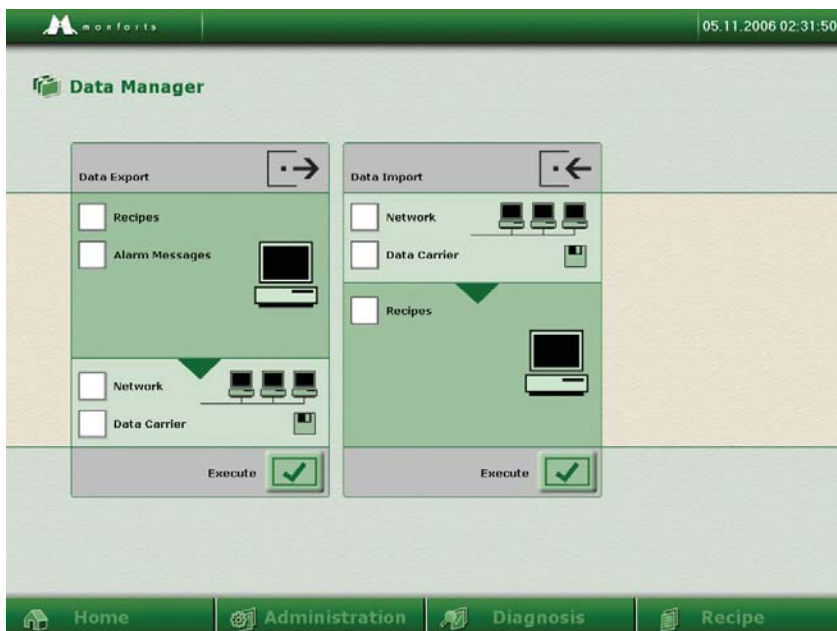 monforts
05.11.2006 02:31:50
Data Manager
Data Export
Recipes
Alarm Messages
Network
Data Carrier
Execute
Data Import
Network
Data Carrier
Recipes
Execute
Home
Administration
Diagnosis
Recipe